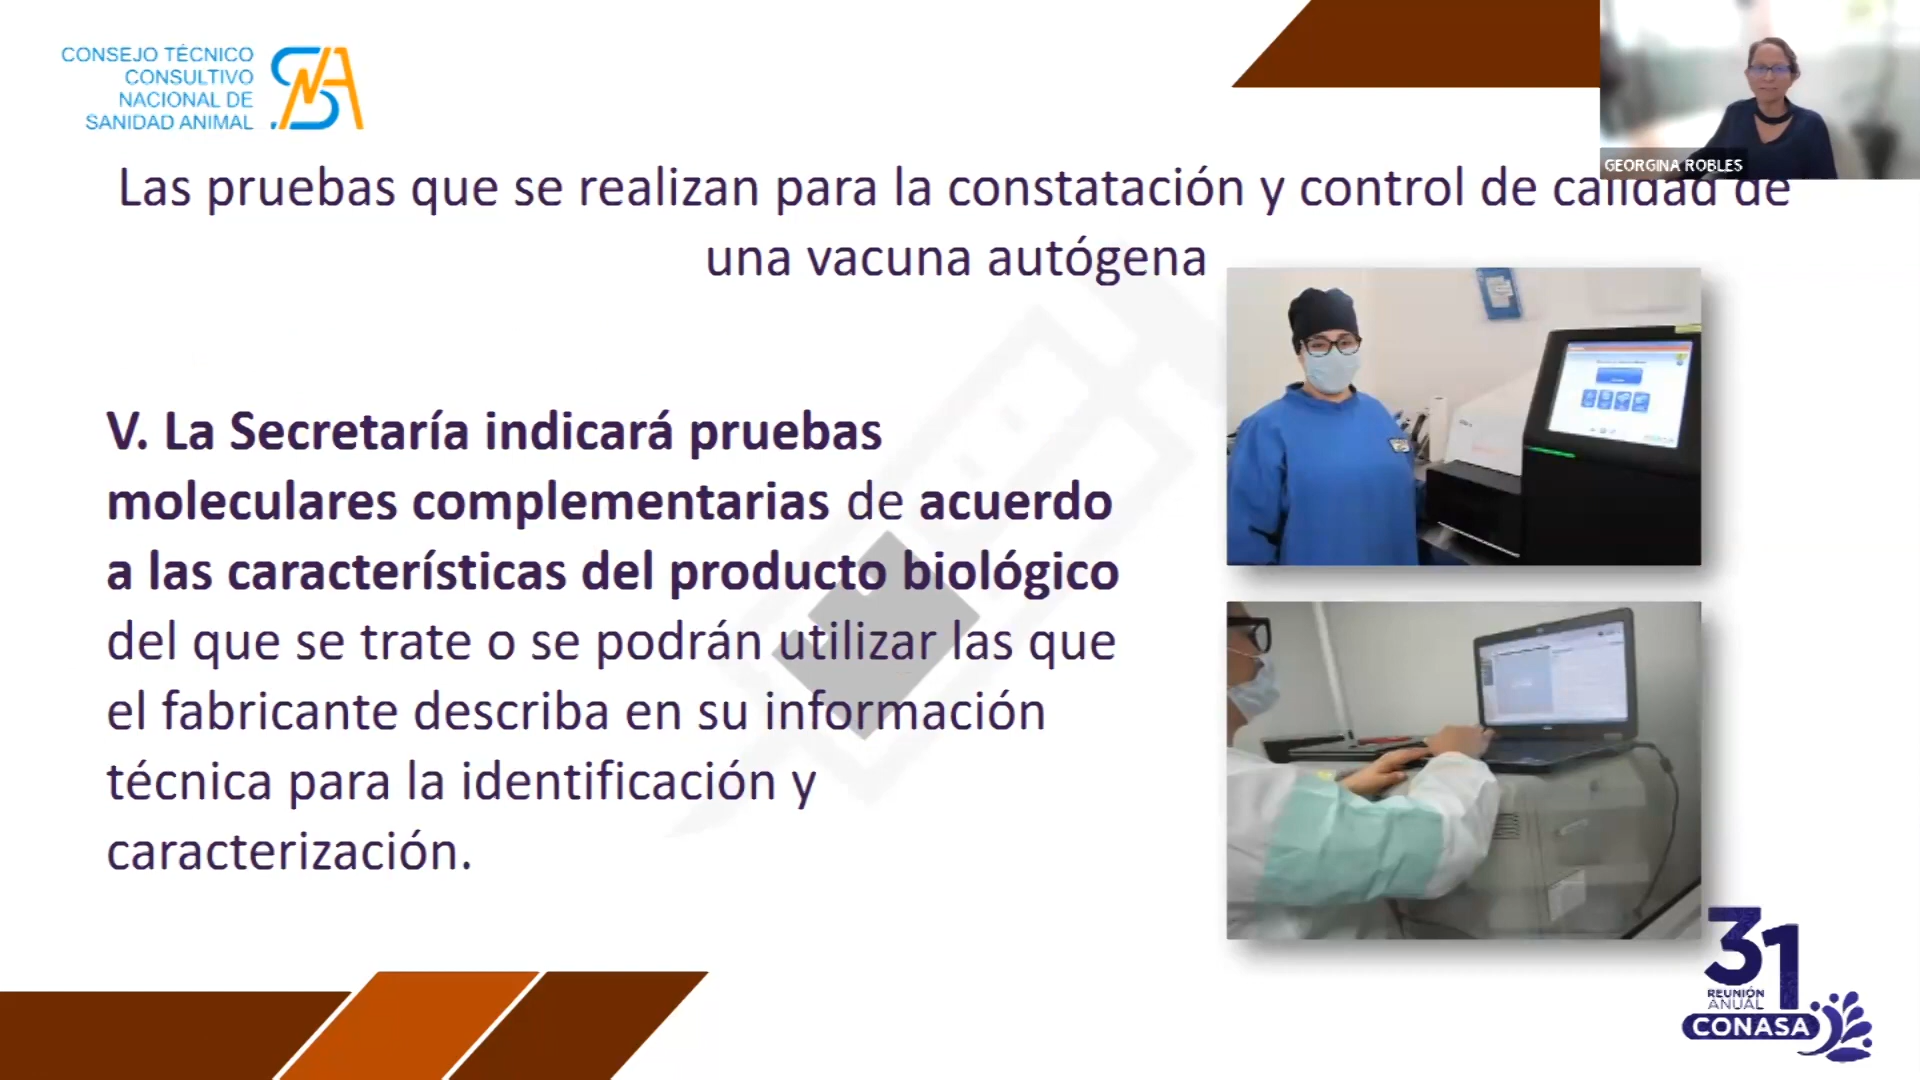 CONSEJO TÉCNICO
CONSULTIVO
NACIONAL DE
SANIDAD ANIMAL
GEORGINA ROBLES
Las pruebas que se realizan para la constatación y control de calidad de
una vacuna autógena
V. La Secretaría indicará pruebas
moleculares complementarias de acuerdo
a las características del producto biológico
del que se trate o se podrán utilizar las que
el fabricante describa en su información
técnica para la identificación y
caracterización.
31
REUNIÓN
ANUAL
CONASA